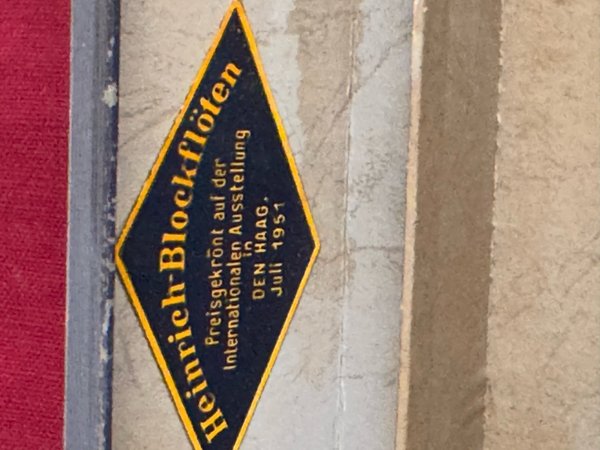 Heinrich-Blockflöten
Preisgekrönt auf der
Internationalen Ausstellung
in
DEN HAAG,
Juli 1951